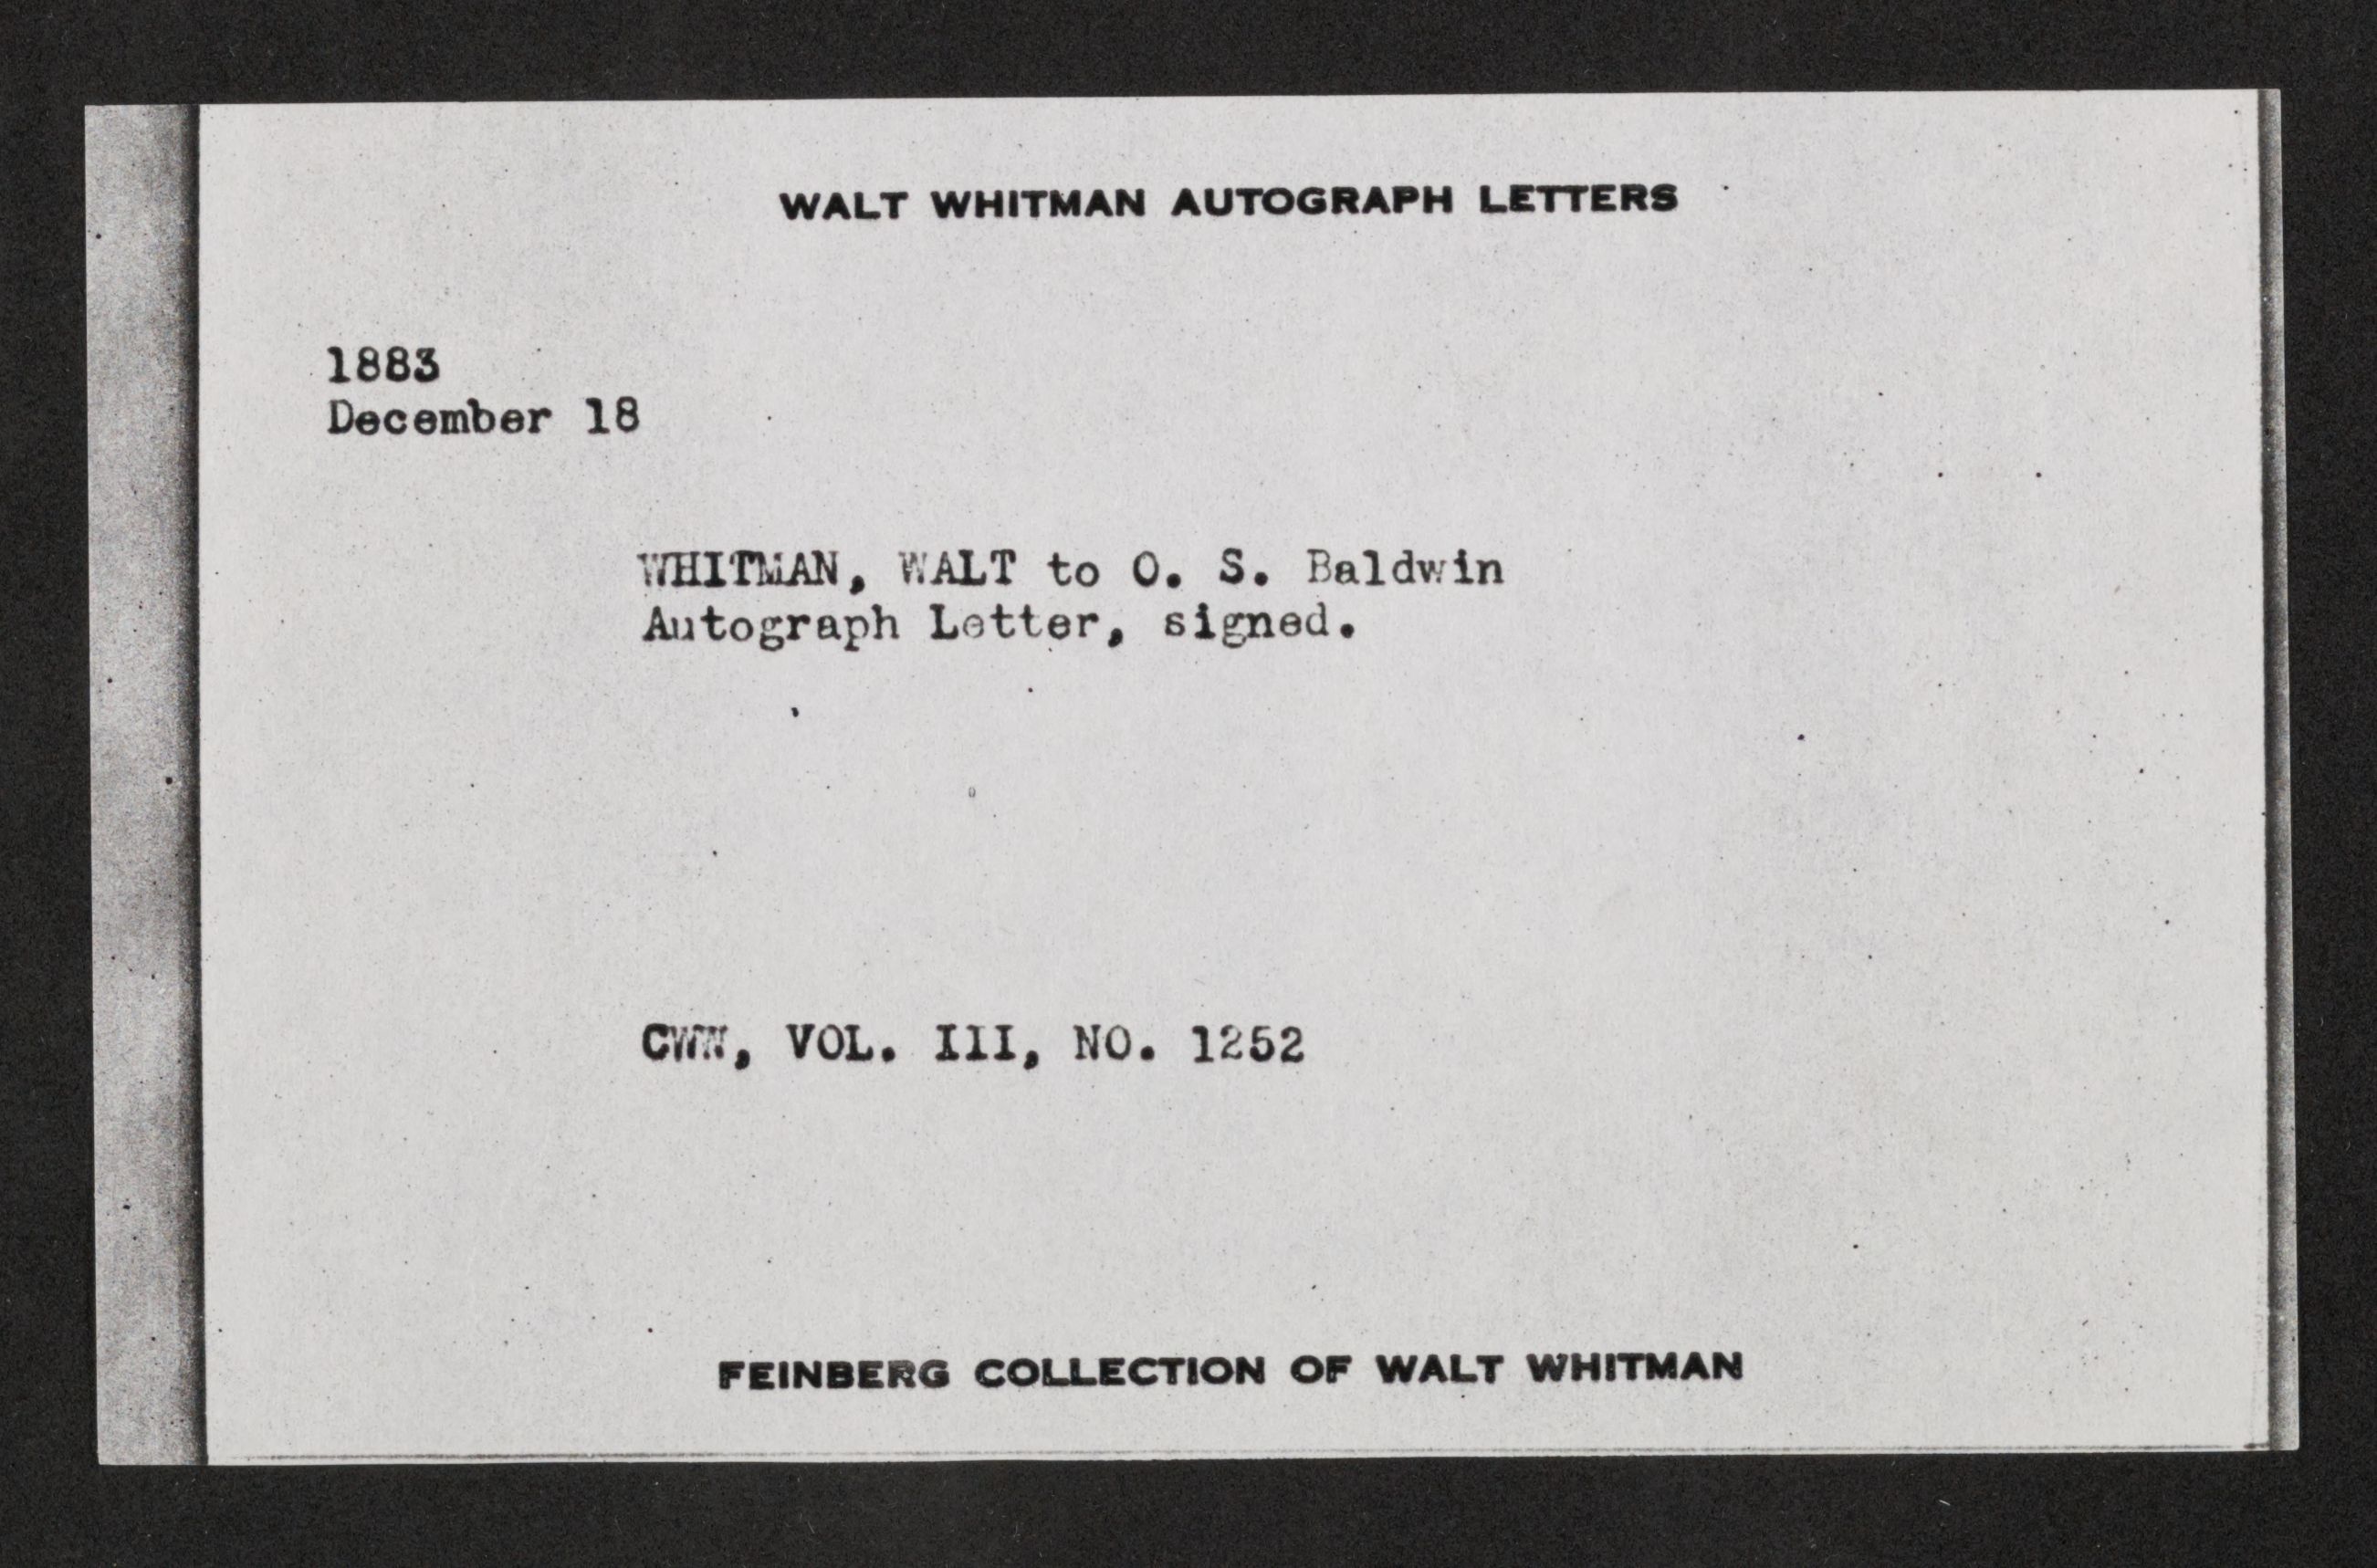 WALT WHITMAN AUTOGRAPH LETTERS
1883
December 18
WHITMAN, WALT to O. S. Baldwin
Autograph Letter, signed.
CWW, VOL. III, NO. 1252
FEINBERG COLLECTION OF WALT WHITMAN